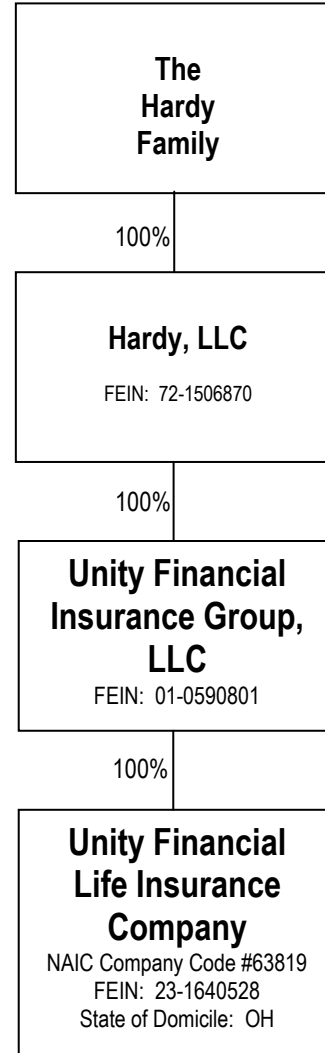 The
Hardy
Family
100%
Hardy, LLC
FEIN: 72-1506870
100%
Unity Financial
Insurance Group,
LLC
FEIN: 01-0590801
100%
Unity Financial
Life Insurance
Company
NAIC Company Code #63819
FEIN: 23-1640528
State of Domicile: OH